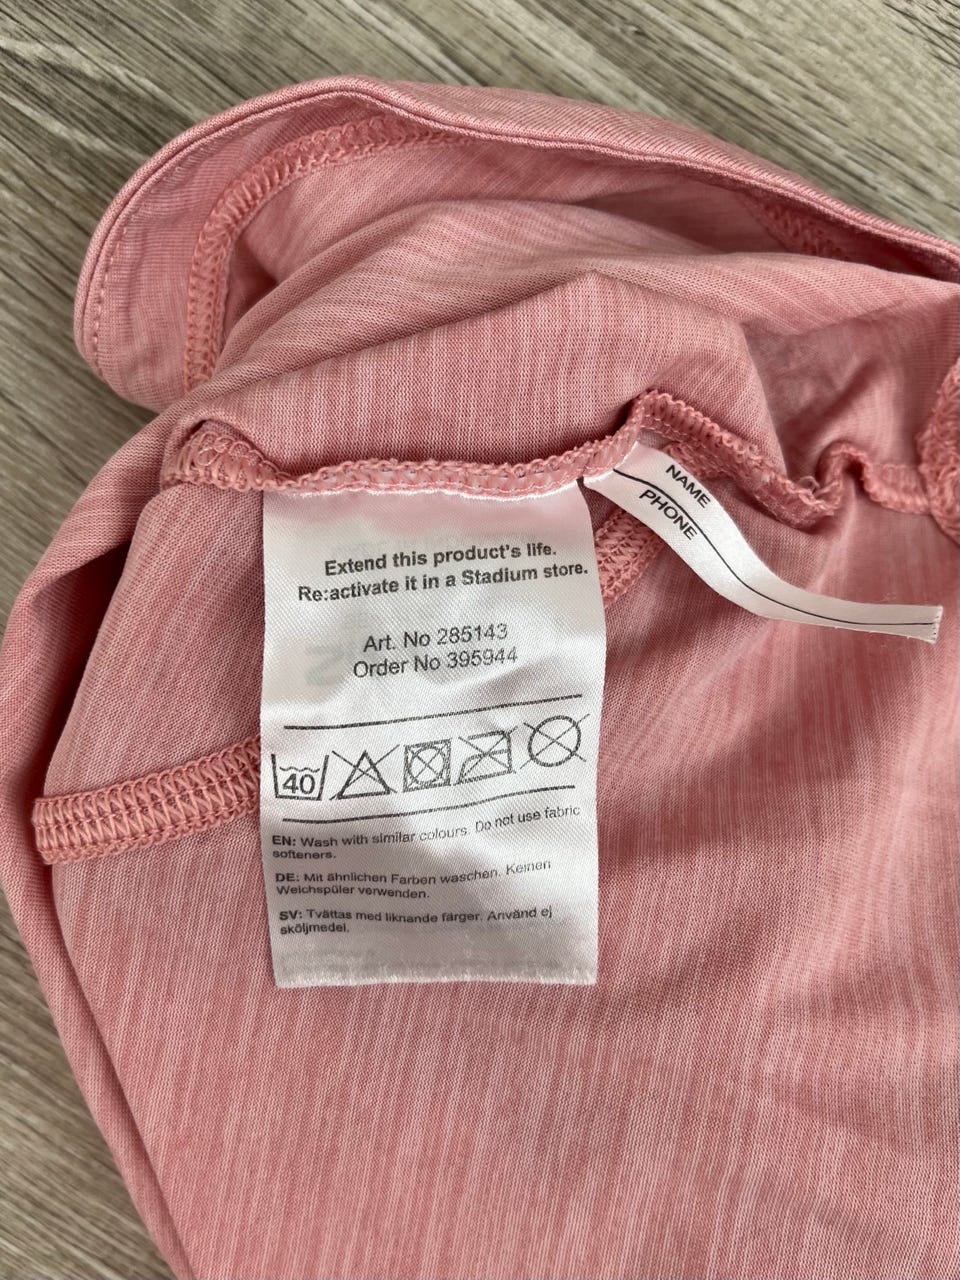 Extend this product's life.
Re:activate it in a Stadium store.
Art. No 285143
Order No 395944
40
EN: Wash with similar colours. Do not use fabric
softeners.
DE: Mit ähnlichen Farben waschen. Keinen
Weichspüler verwenden.
SV: Tvättas med liknande färger. Använd ej
sköljmedel.
NAME
PHONE